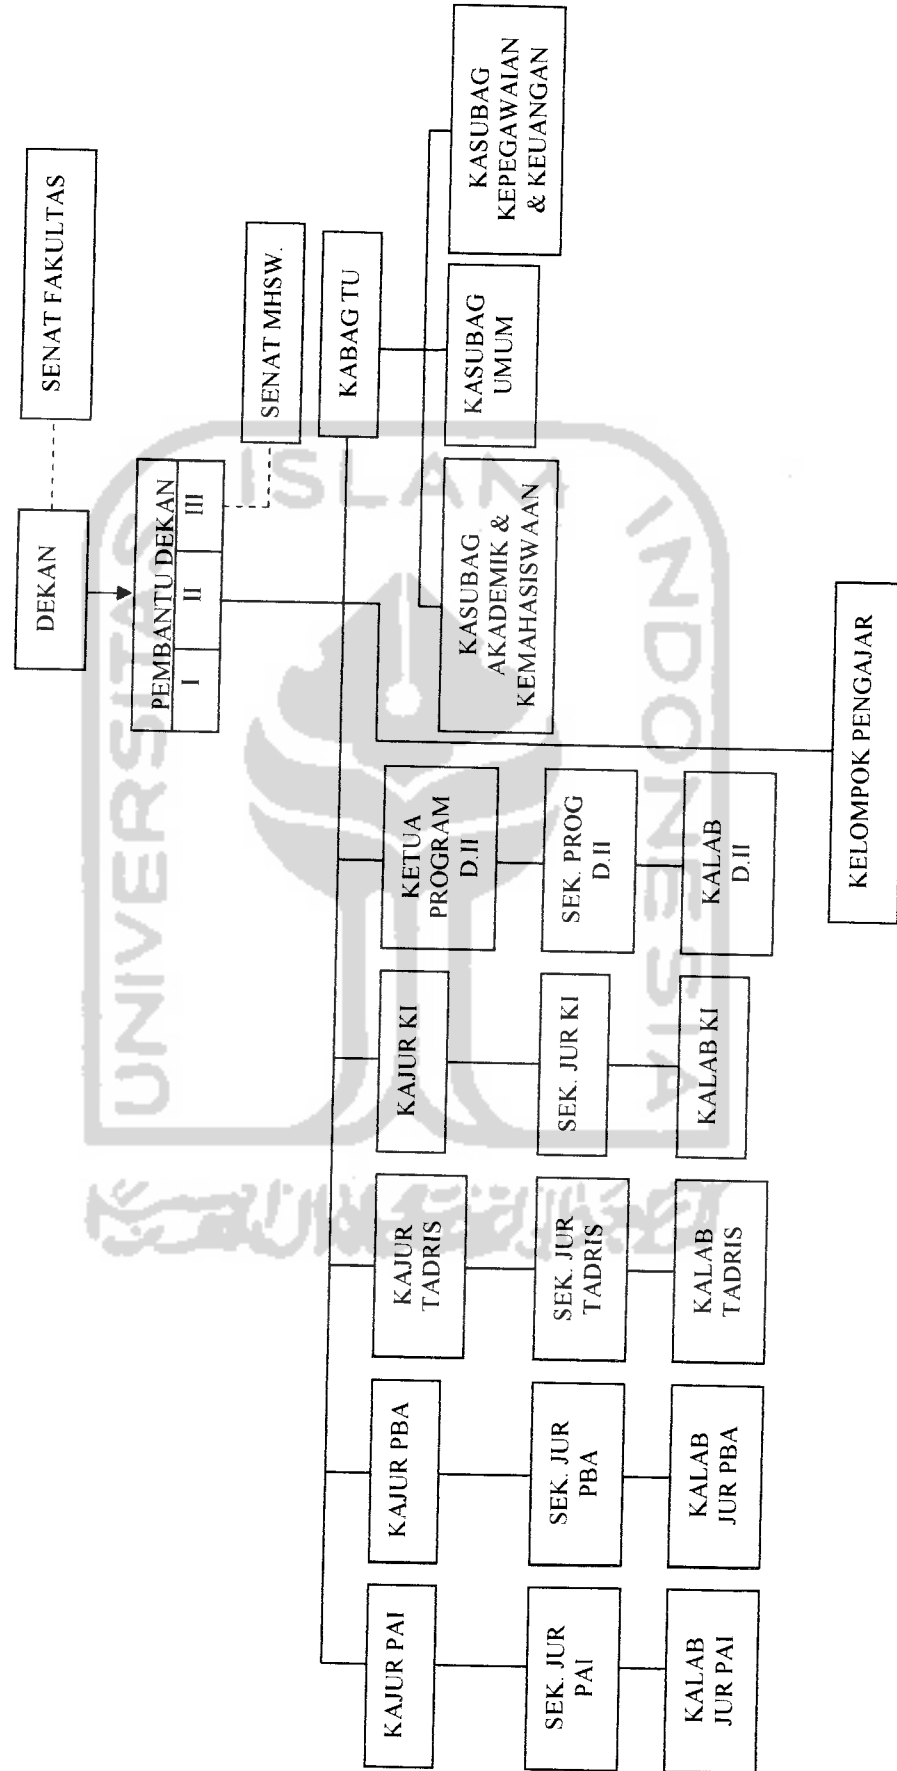 DEKAN
SENAT FAKULTAS
PEMBANTU DEKAN
I
II
III
SENAT MHSW.
KABAG TU
KAJUR PAI
KAJUR PBA
KAJUR
TADRIS
KAJUR KI
KETUA
PROGRAM
D.II
KASUBAG
AKADEMIK &
KEMAHASISWAAN
KASUBAG
UMUM
KASUBAG
KEPEGAWAIAN
& KEUANGAN
SEK. JUR
PAI
SEK. JUR
PBA
SEK. JUR
TADRIS
SEK. JUR KI
SEK. PROG
D.II
KALAB
JUR PAI
KALAB
JUR PBA
KALAB
TADRIS
KALAB KI
KALAB
D.II
KELOMPOK PENGAJAR
UNIVERSITAS
ISLAM
INDONESIA